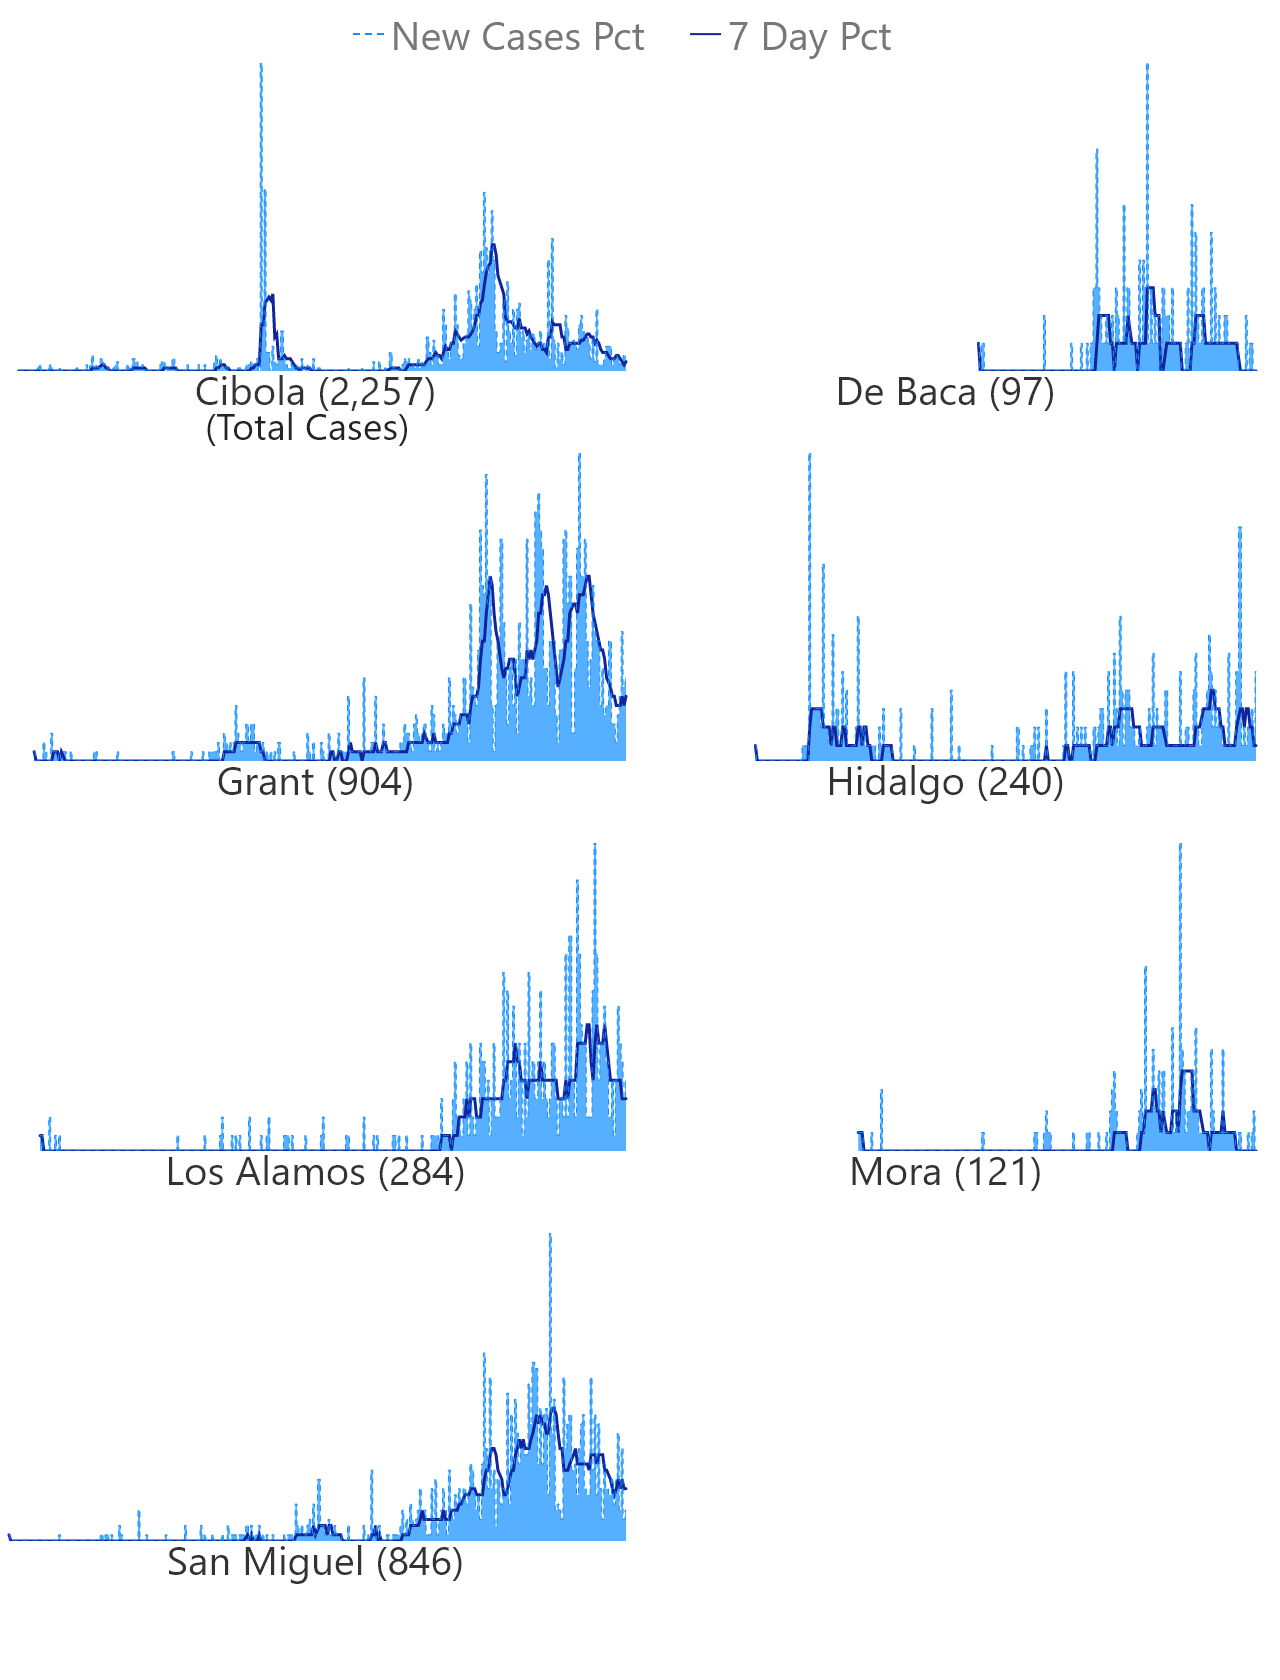 New Cases Pct 7 Day Pct
Cibola (2,257) De Baca (97)
(Total Cases)
Grant (904) Hidalgo (240)
Los Alamos (284) Mora (121)
San Miguel (846)